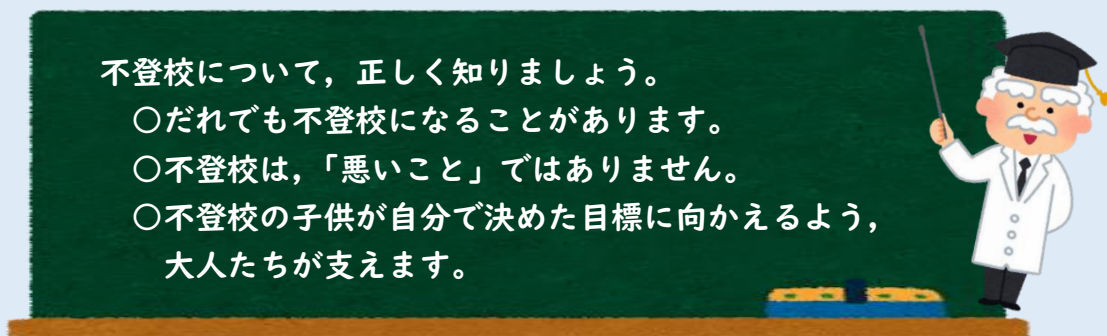 不登校について，正しく知りましょう。
○だれでも不登校になることがあります。
○不登校は，「悪いこと」ではありません。
○不登校の子供が自分で決めた目標に向かえるよう，
大人たちが支えます。